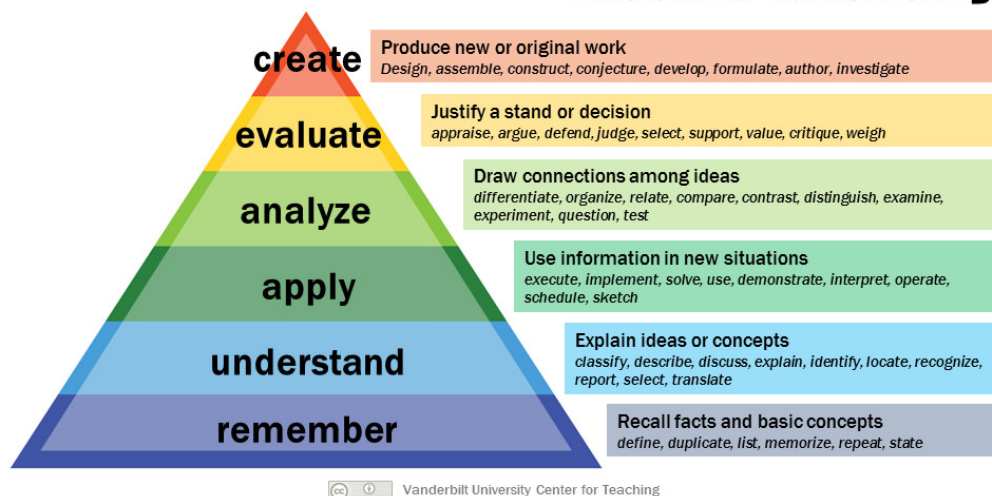 create
Produce new or original work
Design, assemble, construct, conjecture, develop, formulate, author, investigate
evaluate
Justify a stand or decision
appraise, argue, defend, judge, select, support, value, critique, weigh
analyze
Draw connections among ideas
differentiate, organize, relate, compare, contrast, distinguish, examine,
experiment, question, test
apply
Use information in new situations
execute, implement, solve, use, demonstrate, interpret, operate,
schedule, sketch
understand
Explain ideas or concepts
classify, describe, discuss, explain, identify, locate, recognize,
report, select, translate
remember
Recall facts and basic concepts
define, duplicate, list, memorize, repeat, state
cc
Vanderbilt University Center for Teaching